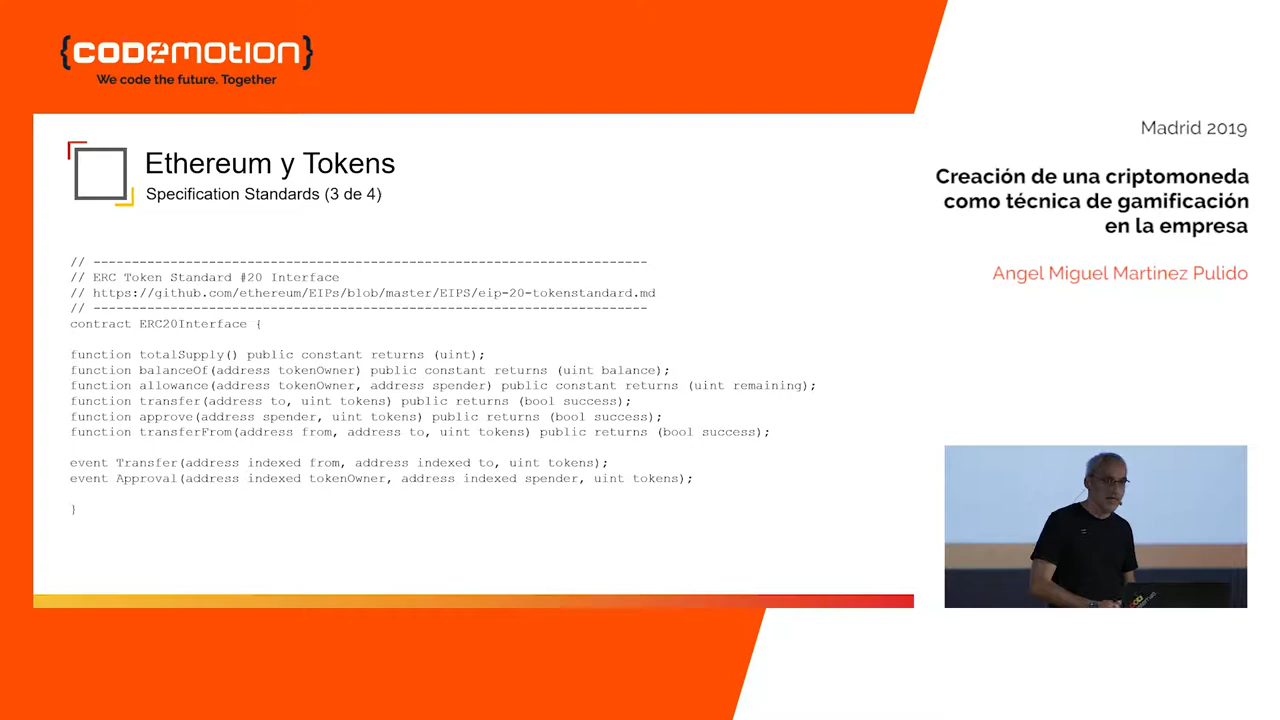 {CODEMOTION}
We code the future. Together
Madrid 2019
Creación de una criptomoneda
como técnica de gamificación
en la empresa
Angel Miguel Martinez Pulido
Ethereum y Tokens
Specification Standards (3 de 4)
// ------------------------------------------------------------------------
// ERC Token Standard #20 Interface
// https://github.com/ethereum/EIPs/blob/master/EIPS/eip-20-tokenstandard.md
// ------------------------------------------------------------------------
contract ERC20Interface {
function totalSupply() public constant returns (uint);
function balanceOf(address tokenOwner) public constant returns (uint balance);
function allowance(address tokenOwner, address spender) public constant returns (uint remaining);
function transfer(address to, uint tokens) public returns (bool success);
function approve(address spender, uint tokens) public returns (bool success);
function transferFrom(address from, address to, uint tokens) public returns (bool success);
event Transfer(address indexed from, address indexed to, uint tokens);
event Approval(address indexed tokenOwner, address indexed spender, uint tokens);
}